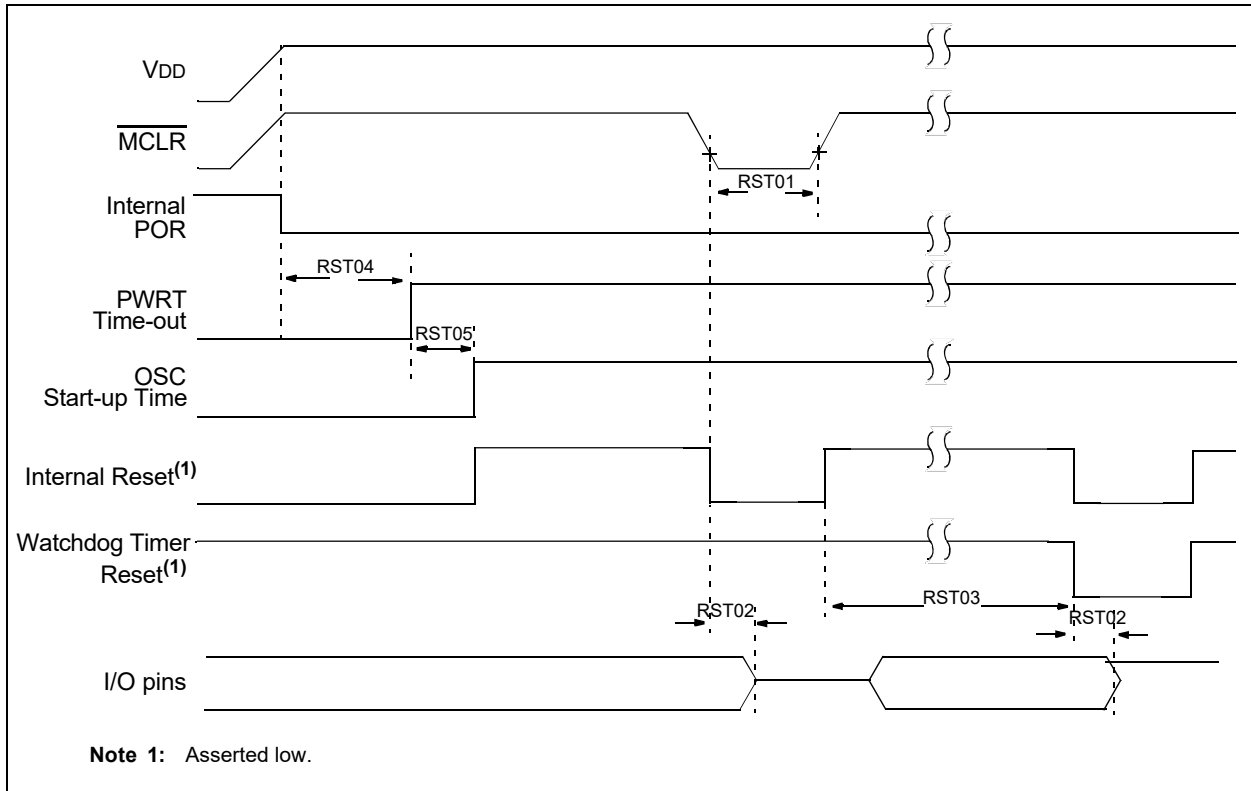 VDD
MCLR
RST01
Internal
POR
RST04
PWRT
Time-out
RST05
OSC
Start-up Time
Internal Reset(1)
Watchdog Timer
Reset(1)
RST03
RST02
RST02
I/O pins
Note 1: Asserted low.